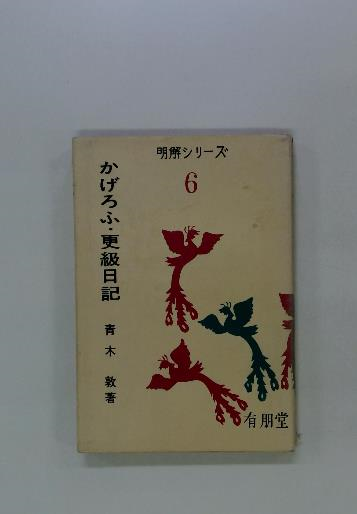 明解シリーズ
6
かげろふ・更級日記
青木敦著
有朋堂